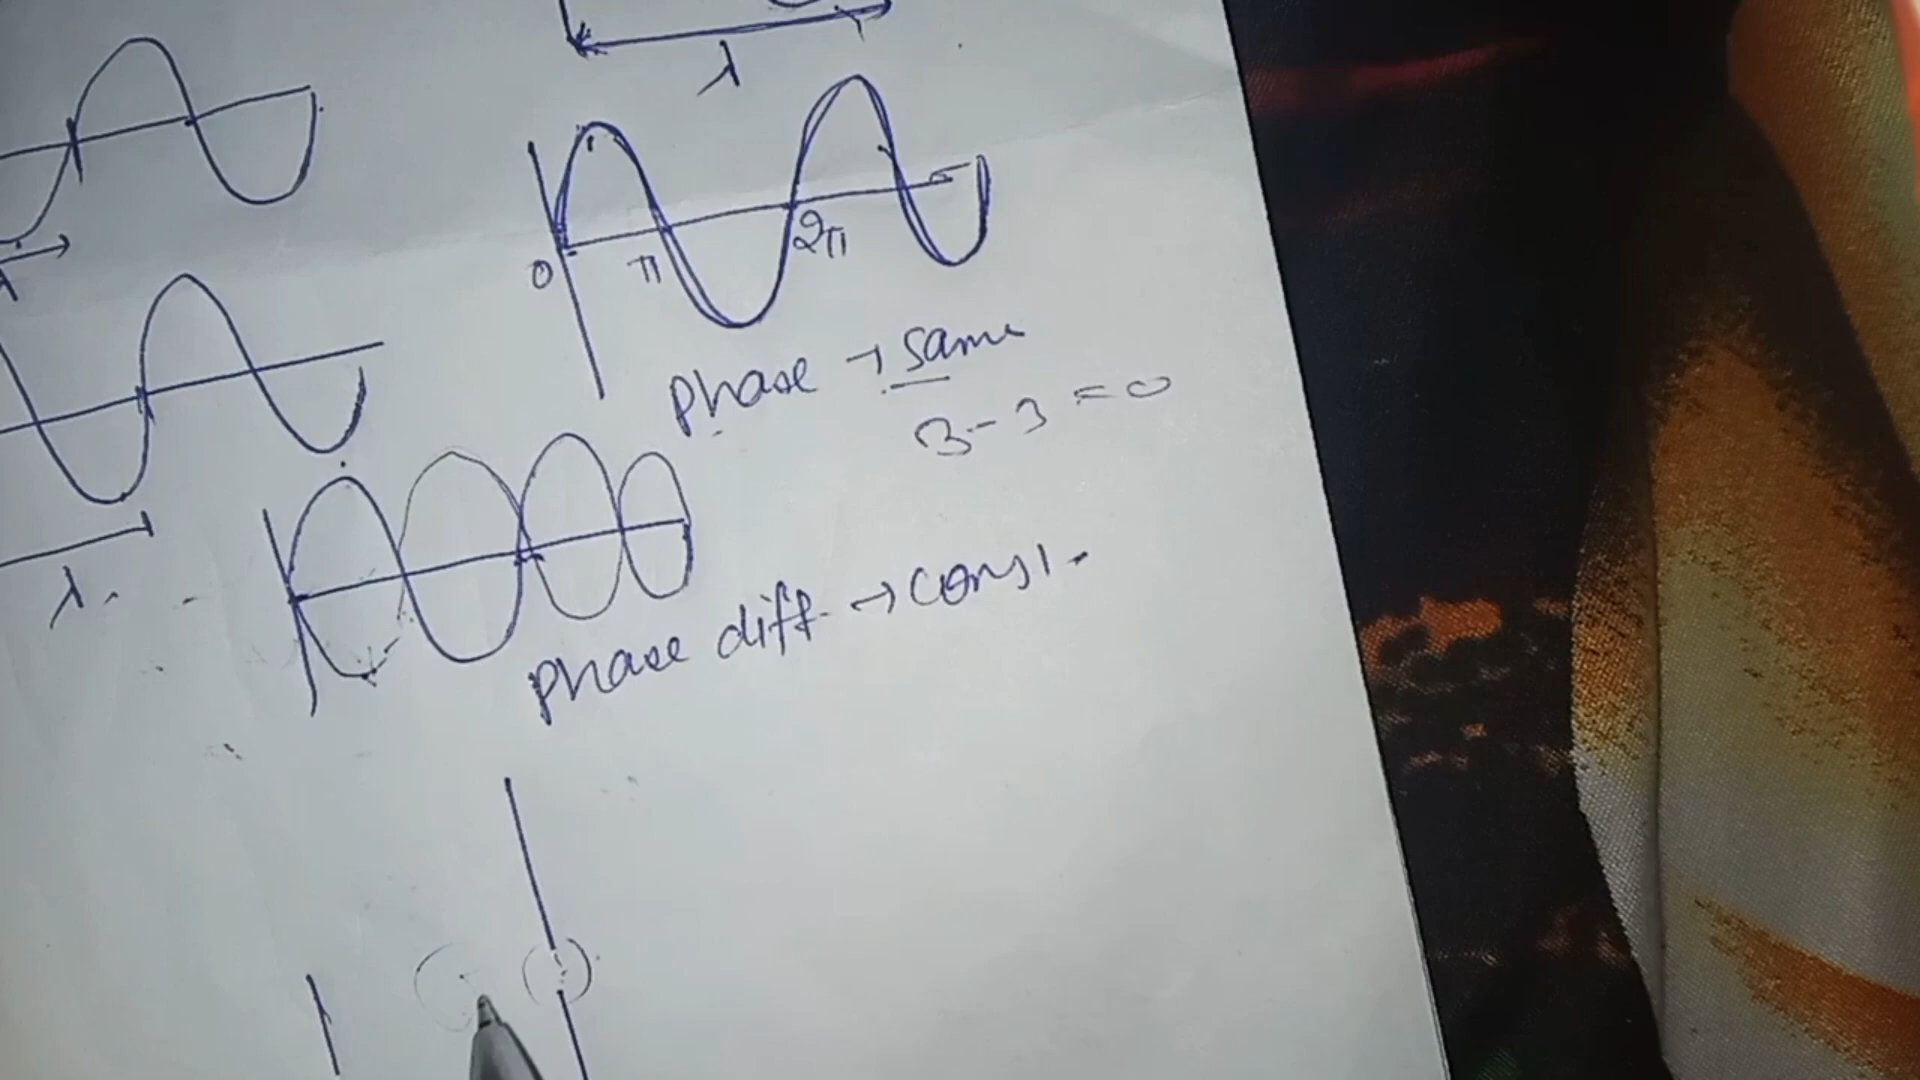 λ
0 π 2π
phase → same
3-3=0
λ
λ.
phase diff. → const.